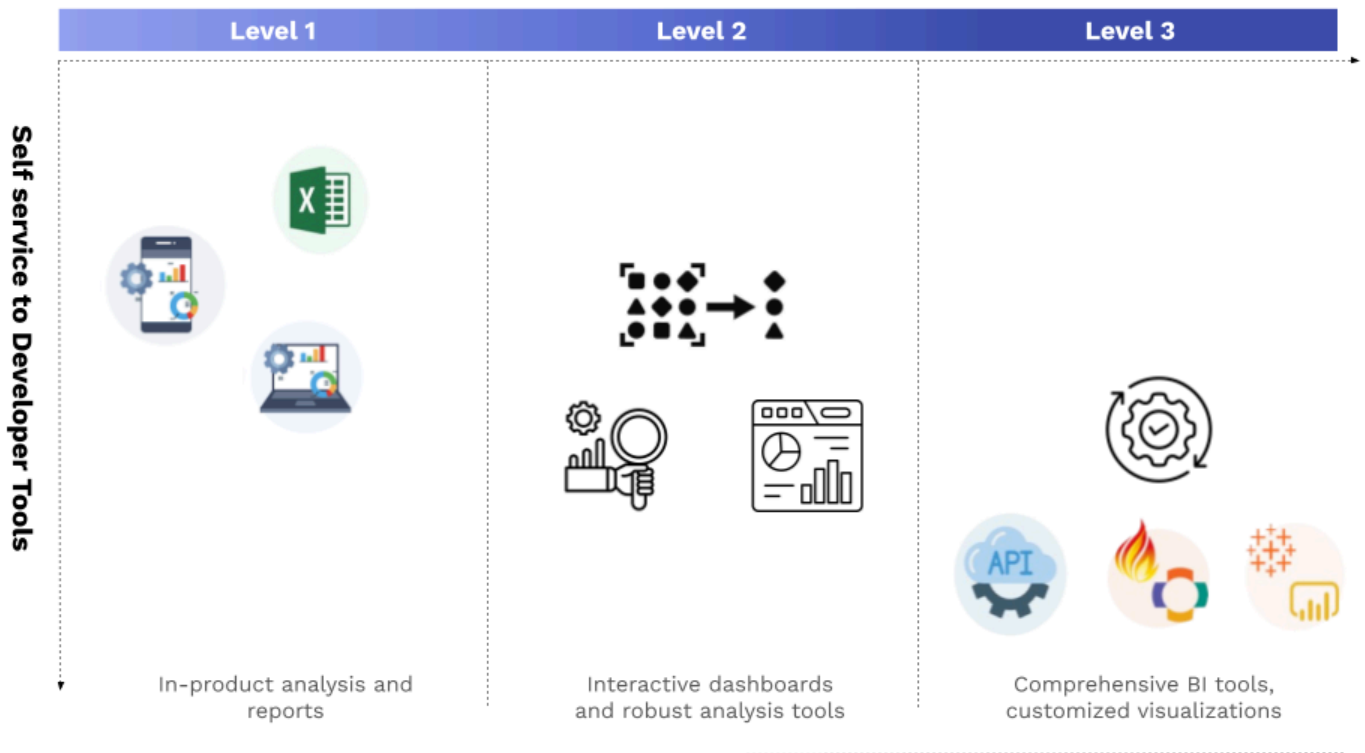 Level 1
Level 2
Level 3
Self service to Developer Tools
X
API
In-product analysis and
reports
Interactive dashboards
and robust analysis tools
Comprehensive BI tools,
customized visualizations